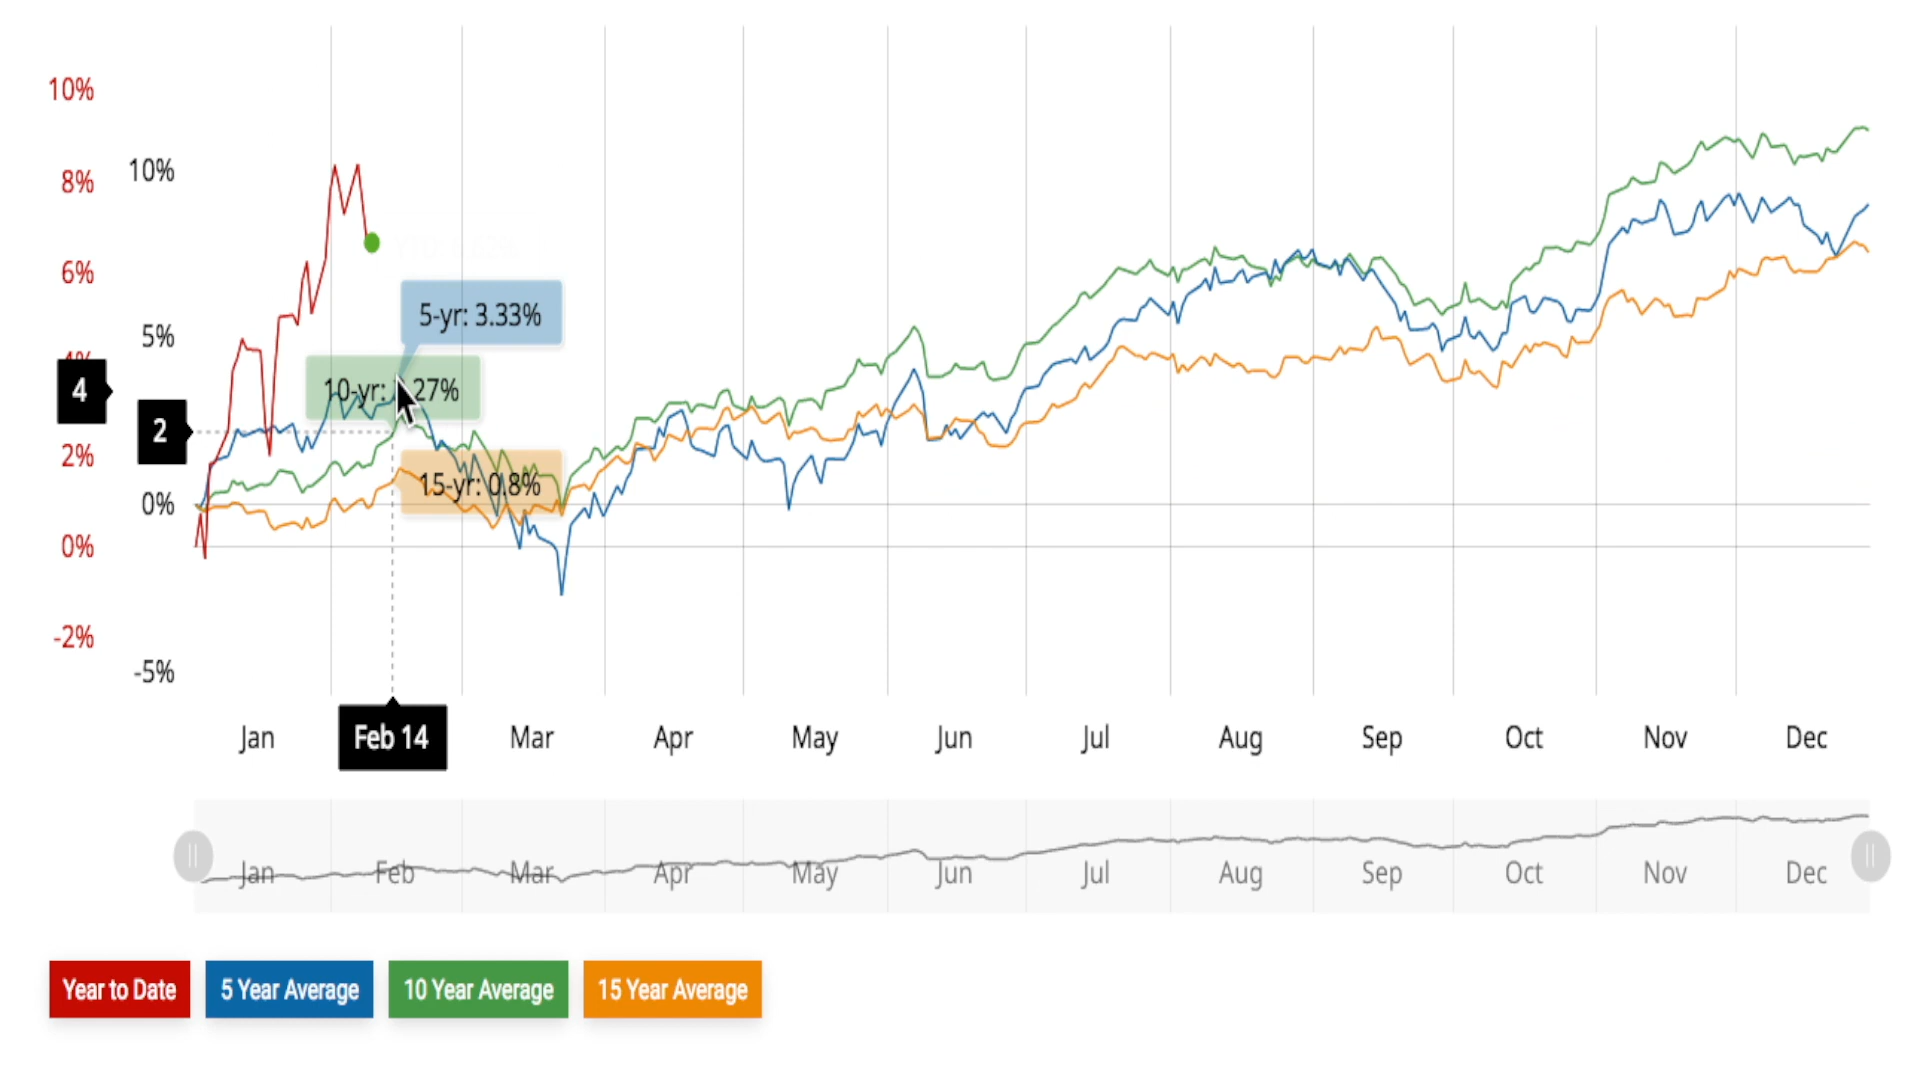 10%
10%
8%
6%
5-yr: 3.33%
5%
4
10-yr: 27%
2
2%
15-yr: 0.8%
0%
0%
-2%
-5%
Jan Feb 14 Mar Apr May Jun Jul Aug Sep Oct Nov Dec
Jan Feb Mar Apr May Jun Jul Aug Sep Oct Nov Dec
Year to Date 5 Year Average 10 Year Average 15 Year Average